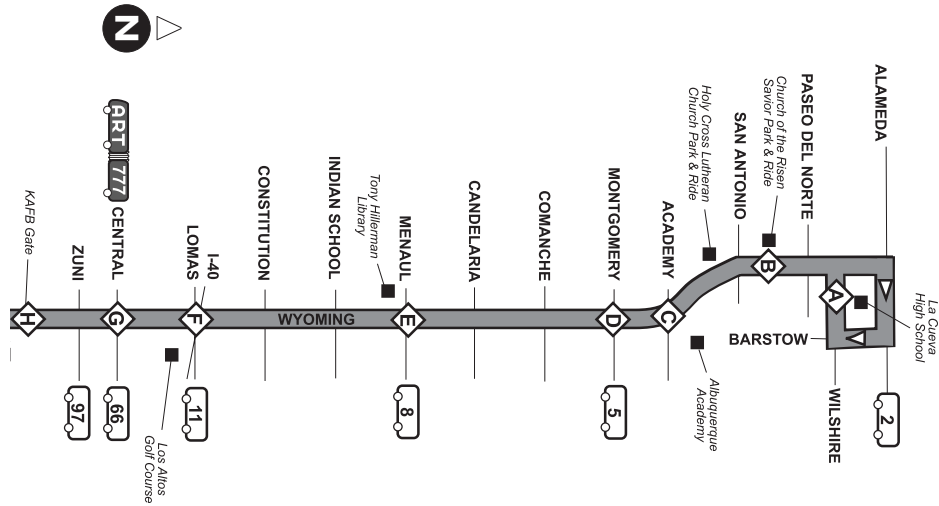 N
ART 777
ALAMEDA
PASEO DEL NORTE
Church of the Risen
Savior Park & Ride
SAN ANTONIO
Holy Cross Lutheran
Church Park & Ride
ACADEMY
MONTGOMERY
COMANCHE
CANDELARIA
MENAUL
Tony Hillerman
Library
INDIAN SCHOOL
CONSTITUTION
I-40
LOMAS
CENTRAL
ZUNI
KAFB Gate
A
B
C
D
E
F
G
H
WYOMING
BARSTOW
WILSHIRE
La Cueva
High School
Albuquerque
Academy
Los Altos
Golf Course
2
5
8
11
66
97